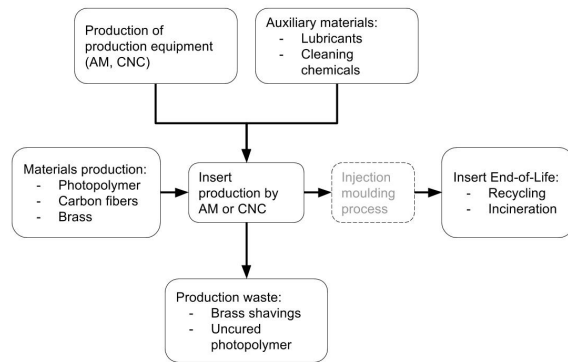 Production of
production equipment
(AM, CNC)
Auxiliary materials:
- Lubricants
- Cleaning
chemicals
Materials production:
- Photopolymer
- Carbon fibers
- Brass
Insert
production by
AM or CNC
Injection
moulding
process
Insert End-of-Life:
- Recycling
- Incineration
Production waste:
- Brass shavings
- Uncured
photopolymer